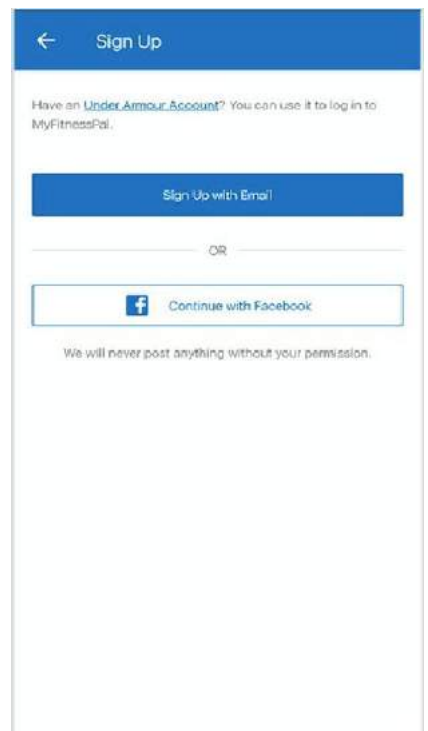 Sign Up
Have an Under Armour Account? You can use it to log in to
MyFitnessPal.
Sign Up with Email
OR
Continue with Facebook
We will never post anything without your permission.